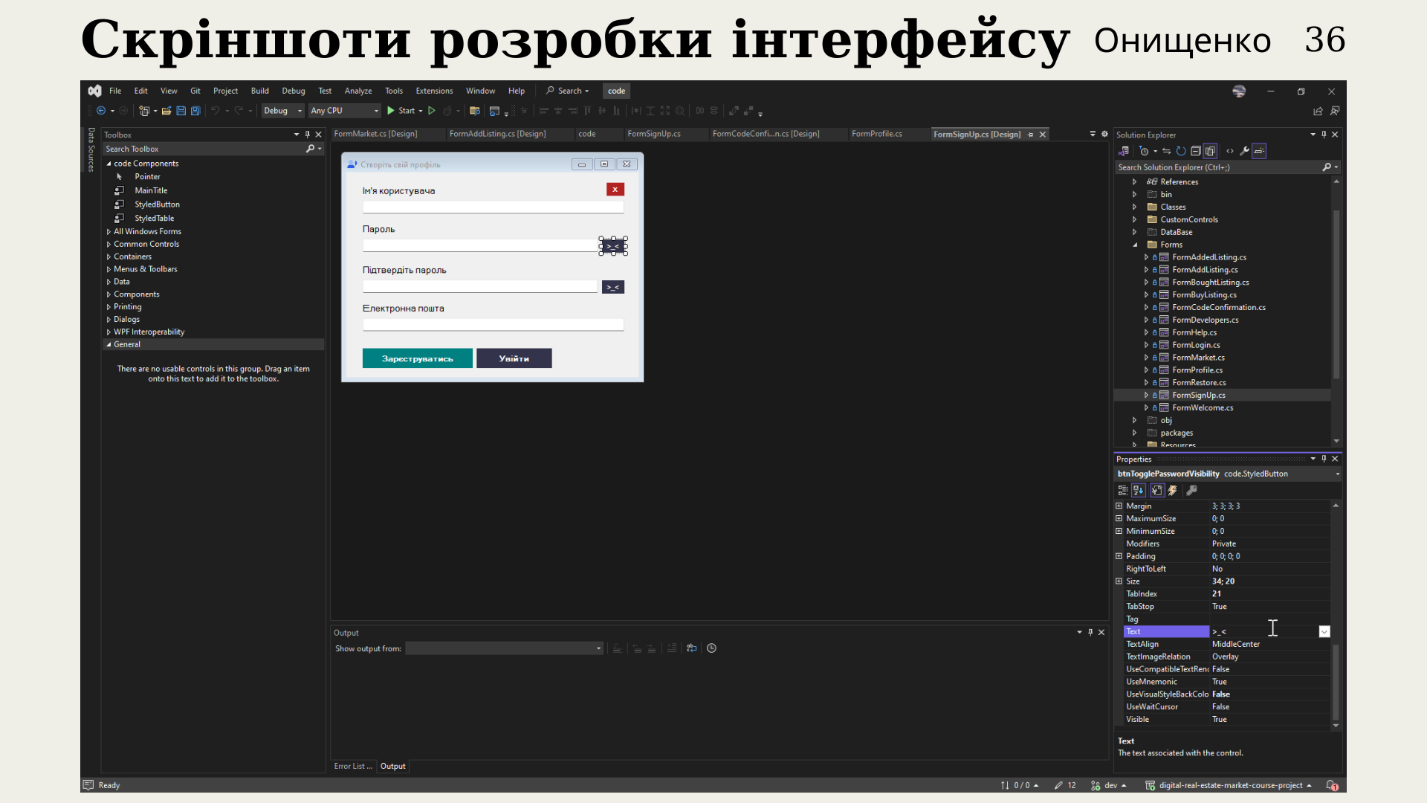 Скріншоти розробки інтерфейсу
Онищенко 36
File Edit View Git Project Build Debug Test Analyze Tools Extensions Window Help Search code
Debug Any CPU Start
Data Sources
Toolbox
Search Toolbox
code Components
Pointer
MainTitle
StyledButton
StyledTable
All Windows Forms
Common Controls
Containers
Menus & Toolbars
Data
Components
Printing
Dialogs
WPF Interoperability
General
There are no usable controls in this group. Drag an item
onto this text to add it to the toolbox.
FormMarket.cs [Design] FormAddListing.cs [Design] code FormSignUp.cs FormCodeConfi...n.cs [Design] FormProfile.cs FormSignUp.cs [Design]
Створіть свій профіль
Ім'я користувача
x
Пароль
>_<
Підтвердіть пароль
>_<
Електронна пошта
Зареєструватись Увійти
Output
Show output from:
Error List ... Output
Solution Explorer
Search Solution Explorer (Ctrl+;)
References
bin
Classes
CustomControls
DataBase
Forms
FormAddedListing.cs
FormAddListing.cs
FormBoughtListing.cs
FormBuyListing.cs
FormCodeConfirmation.cs
FormDevelopers.cs
FormHelp.cs
FormLogin.cs
FormMarket.cs
FormProfile.cs
FormRestore.cs
FormSignUp.cs
FormWelcome.cs
obj
packages
Resources
Properties
btnTogglePasswordVisibility code.StyledButton
Margin 3; 3; 3; 3
MaximumSize 0; 0
MinimumSize 0; 0
Modifiers Private
Padding 0; 0; 0; 0
RightToLeft No
Size 34; 20
TabIndex 21
TabStop True
Tag
Text >_<
TextAlign MiddleCenter
TextImageRelation Overlay
UseCompatibleTextRen False
UseMnemonic True
UseVisualStyleBackColo False
UseWaitCursor False
Visible True
Text
The text associated with the control.
Ready 0 / 0 12 dev digital-real-estate-market-course-project 1